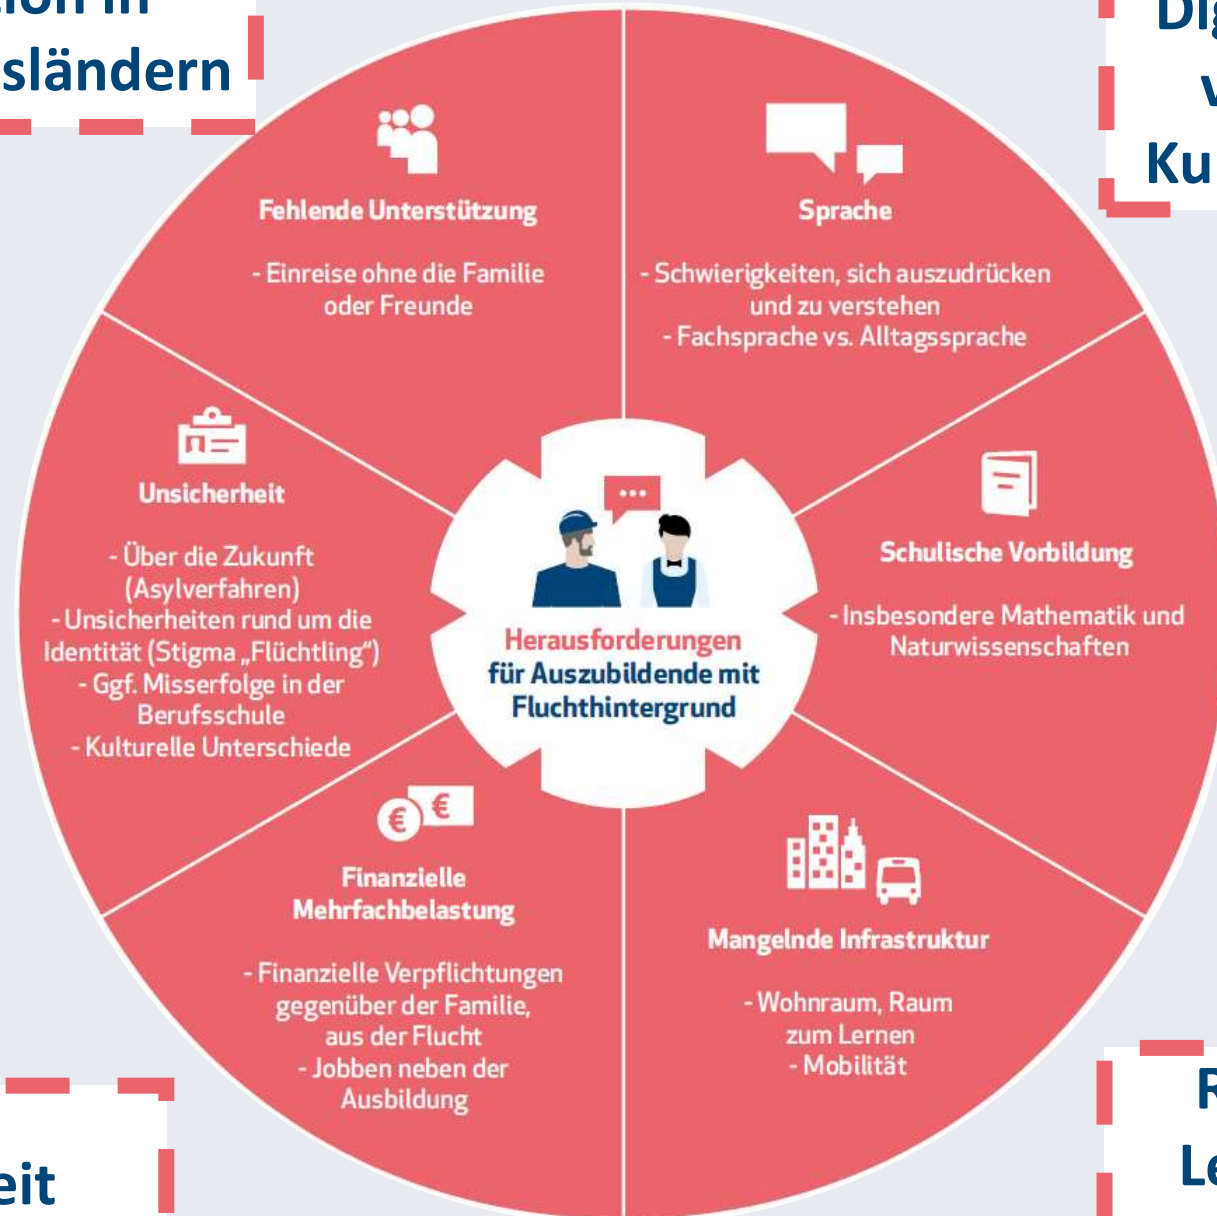 sländern
Fehlende Unterstützung
- Einreise ohne die Familie
oder Freunde
Sprache
- Schwierigkeiten, sich auszudrücken
und zu verstehen
- Fachsprache vs. Alltagssprache
Schulische Vorbildung
- Insbesondere Mathematik und
Naturwissenschaften
Mangelnde Infrastruktur
- Wohnraum, Raum
zum Lernen
- Mobilität
Finanzielle
Mehrfachbelastung
- Finanzielle Verpflichtungen
gegenüber der Familie,
aus der Flucht
- Jobben neben der
Ausbildung
Unsicherheit
- Über die Zukunft
(Asylverfahren)
- Unsicherheiten rund um die
Identität (Stigma „Flüchtling“)
- Ggf. Misserfolge in der
Berufsschule
- Kulturelle Unterschiede
Herausforderungen
für Auszubildende mit
Fluchthintergrund
Ku
eit
Le